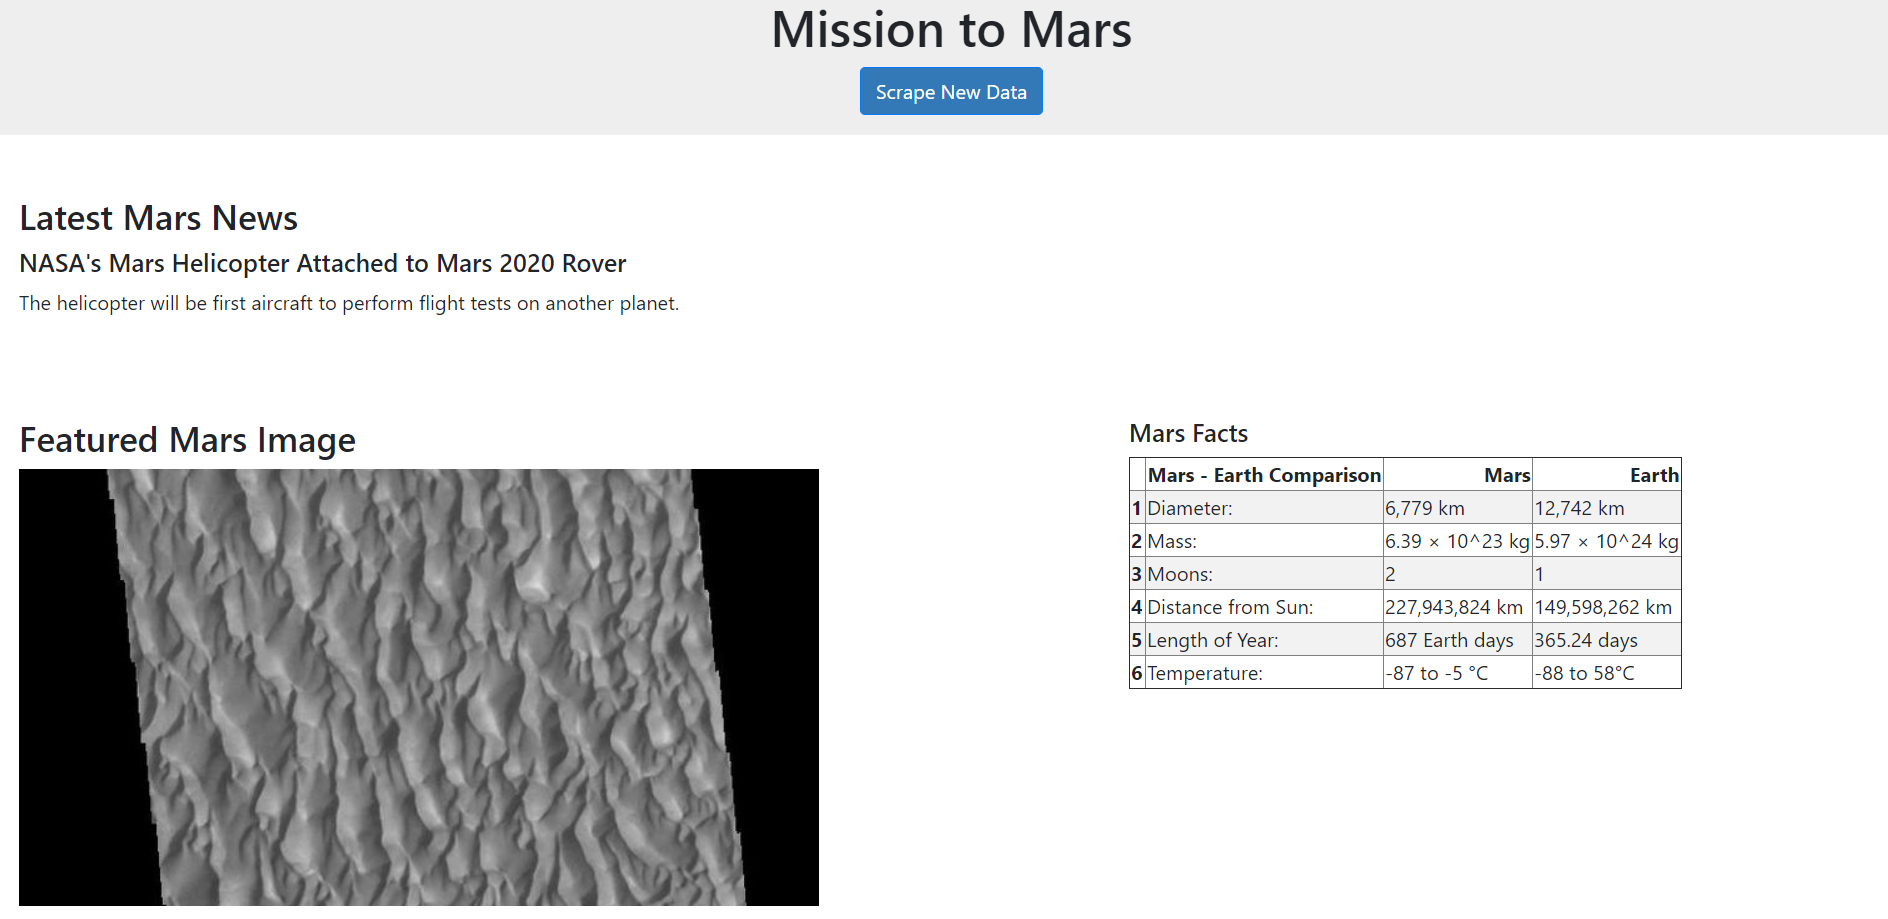 Mission to Mars
Scrape New Data
Latest Mars News
NASA's Mars Helicopter Attached to Mars 2020 Rover
The helicopter will be first aircraft to perform flight tests on another planet.
Featured Mars Image
Mars Facts
Mars - Earth Comparison Mars Earth
1 Diameter: 6,779 km 12,742 km
2 Mass: 6.39 × 10^23 kg 5.97 × 10^24 kg
3 Moons: 2 1
4 Distance from Sun: 227,943,824 km 149,598,262 km
5 Length of Year: 687 Earth days 365.24 days
6 Temperature: -87 to -5 °C -88 to 58°C